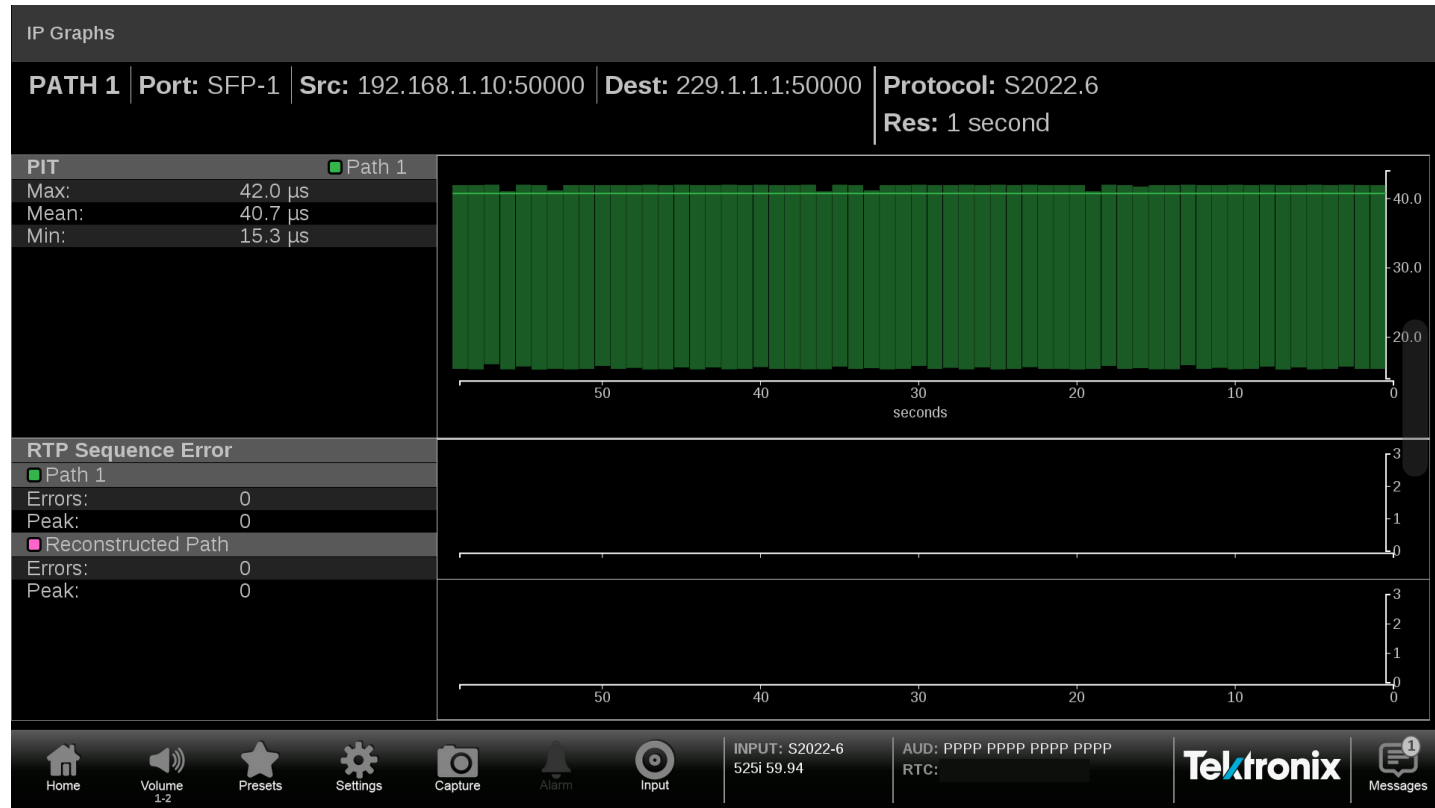 IP Graphs
PATH 1 Port: SFP-1 Src: 192.168.1.10:50000 Dest: 229.1.1.1:50000 Protocol: S2022.6
Res: 1 second
PIT Path 1
Max: 42.0 µs
Mean: 40.7 µs
Min: 15.3 µs
40.0
30.0
20.0
50 40 30 20 10 0
seconds
RTP Sequence Error
Path 1
Errors: 0
Peak: 0
Reconstructed Path
Errors: 0
Peak: 0
3
2
1
0
3
2
1
0
50 40 30 20 10 0
Home
Volume
1-2
Presets
Settings
Capture
Alarm
Input
INPUT: S2022-6
525i 59.94
AUD: PPPP PPPP PPPP PPPP
RTC:
Tektronix
1
Messages